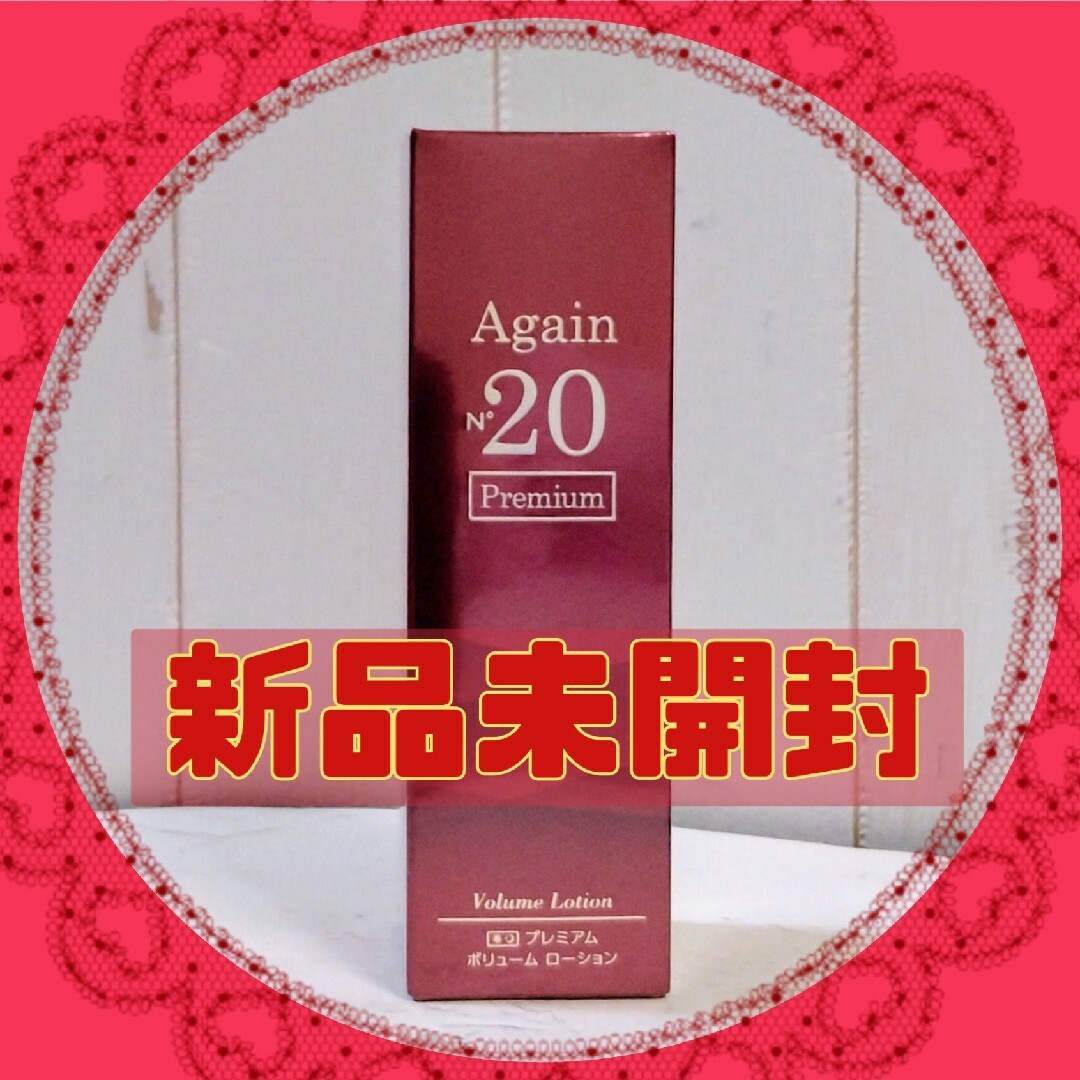 Again
N°20
Premium
新品未開封
Volume Lotion
プレミアム
ボリューム ローション